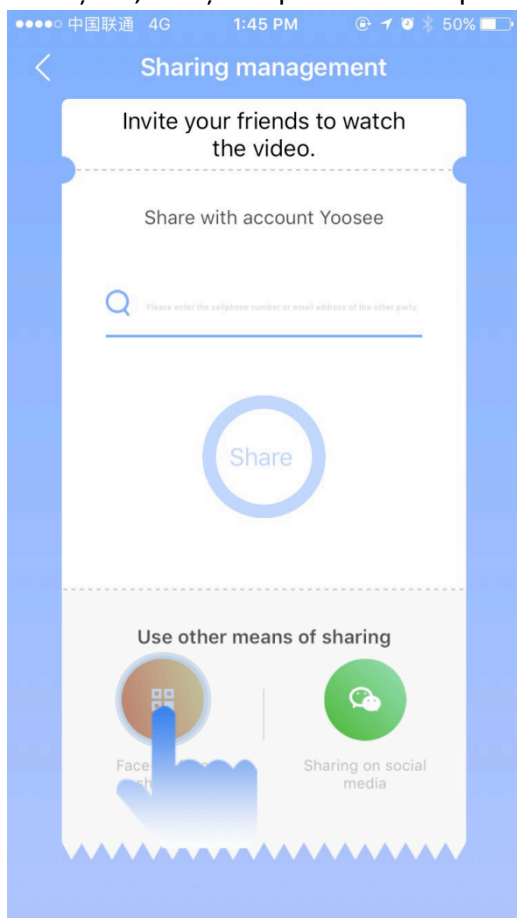 中国联通 4G 1:45 PM 50%
Sharing management
Invite your friends to watch
the video.
Share with account Yoosee
Please enter the cellphone number or email address of the other party.
Share
Use other means of sharing
Sharing on social
media